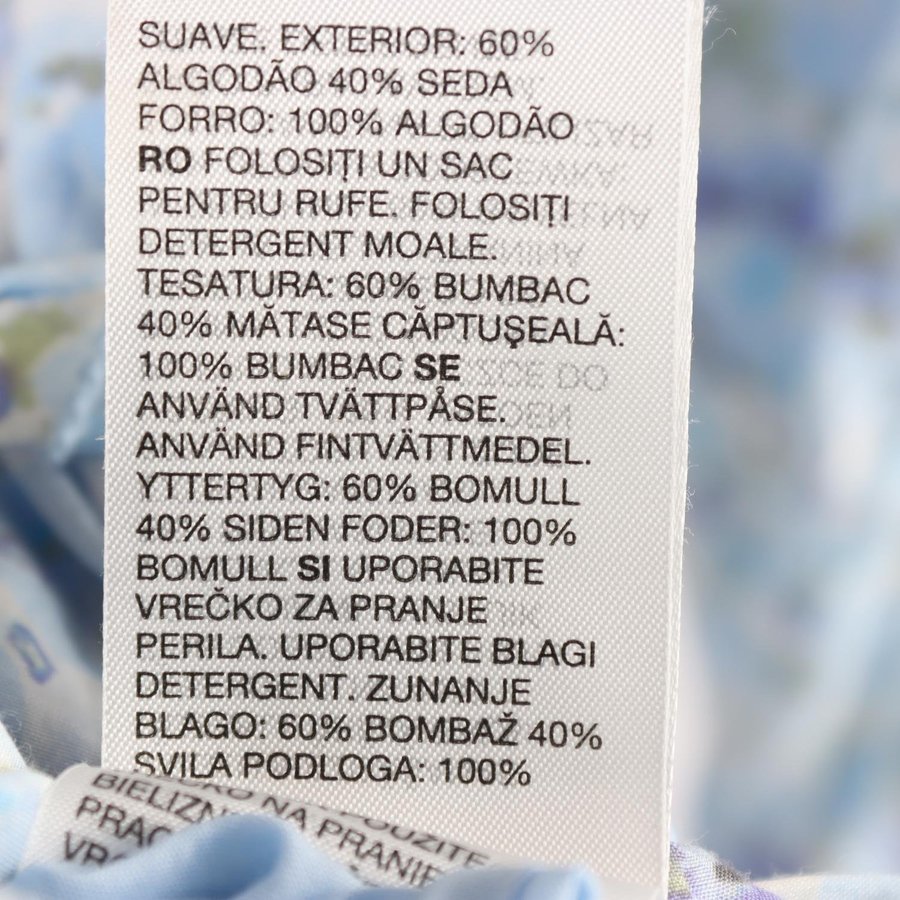 SUAVE. EXTERIOR: 60%
ALGODÃO 40% SEDA
FORRO: 100% ALGODÃO
RO FOLOSIȚI UN SAC
PENTRU RUFE. FOLOSIȚI
DETERGENT MOALE.
TESATURA: 60% BUMBAC
40% MĂTASE CĂPTUŞEALĂ:
100% BUMBAC SE
ANVÄND TVÄTTPÅSE.
ANVÄND FINTVÄTTMEDEL.
YTTERTYG: 60% BOMULL
40% SIDEN FODER: 100%
BOMULL SI UPORABITE
VREČKO ZA PRANJE
PERILA. UPORABITE BLAGI
DETERGENT. ZUNANJE
BLAGO: 60% BOMBAŽ 40%
SVILA PODLOGA: 100%
NA PRANIE